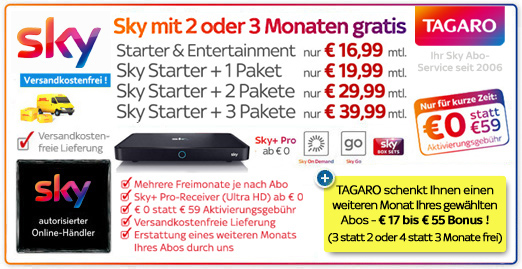 sky
Versandkostenfrei !
Versandkosten-
freie Lieferung
sky
autorisierter
Online-Händler
Sky mit 2 oder 3 Monaten gratis
Starter & Entertainment nur € 16,99 mtl.
Sky Starter + 1 Paket nur € 19,99 mtl.
Sky Starter + 2 Pakete nur € 29,99 mtl.
Sky Starter + 3 Pakete nur € 39,99 mtl.
TAGARO
Ihr Sky Abo-
Service seit 2006
Nur für kurze Zeit:
€0 statt €59
Aktivierungsgebühr
sky
Sky+ Pro
ab € 0
Sky On Demand
go
Sky Go
sky
BOX SETS
Mehrere Freimonate je nach Abo
Sky+ Pro-Receiver (Ultra HD) ab € 0
€ 0 statt € 59 Aktivierungsgebühr
Versandkostenfreie Lieferung
Erstattung eines weiteren Monats
Ihres Abos durch uns
+
TAGARO schenkt Ihnen einen
weiteren Monat Ihres gewählten
Abos - € 17 bis € 55 Bonus !
(3 statt 2 oder 4 statt 3 Monate frei)